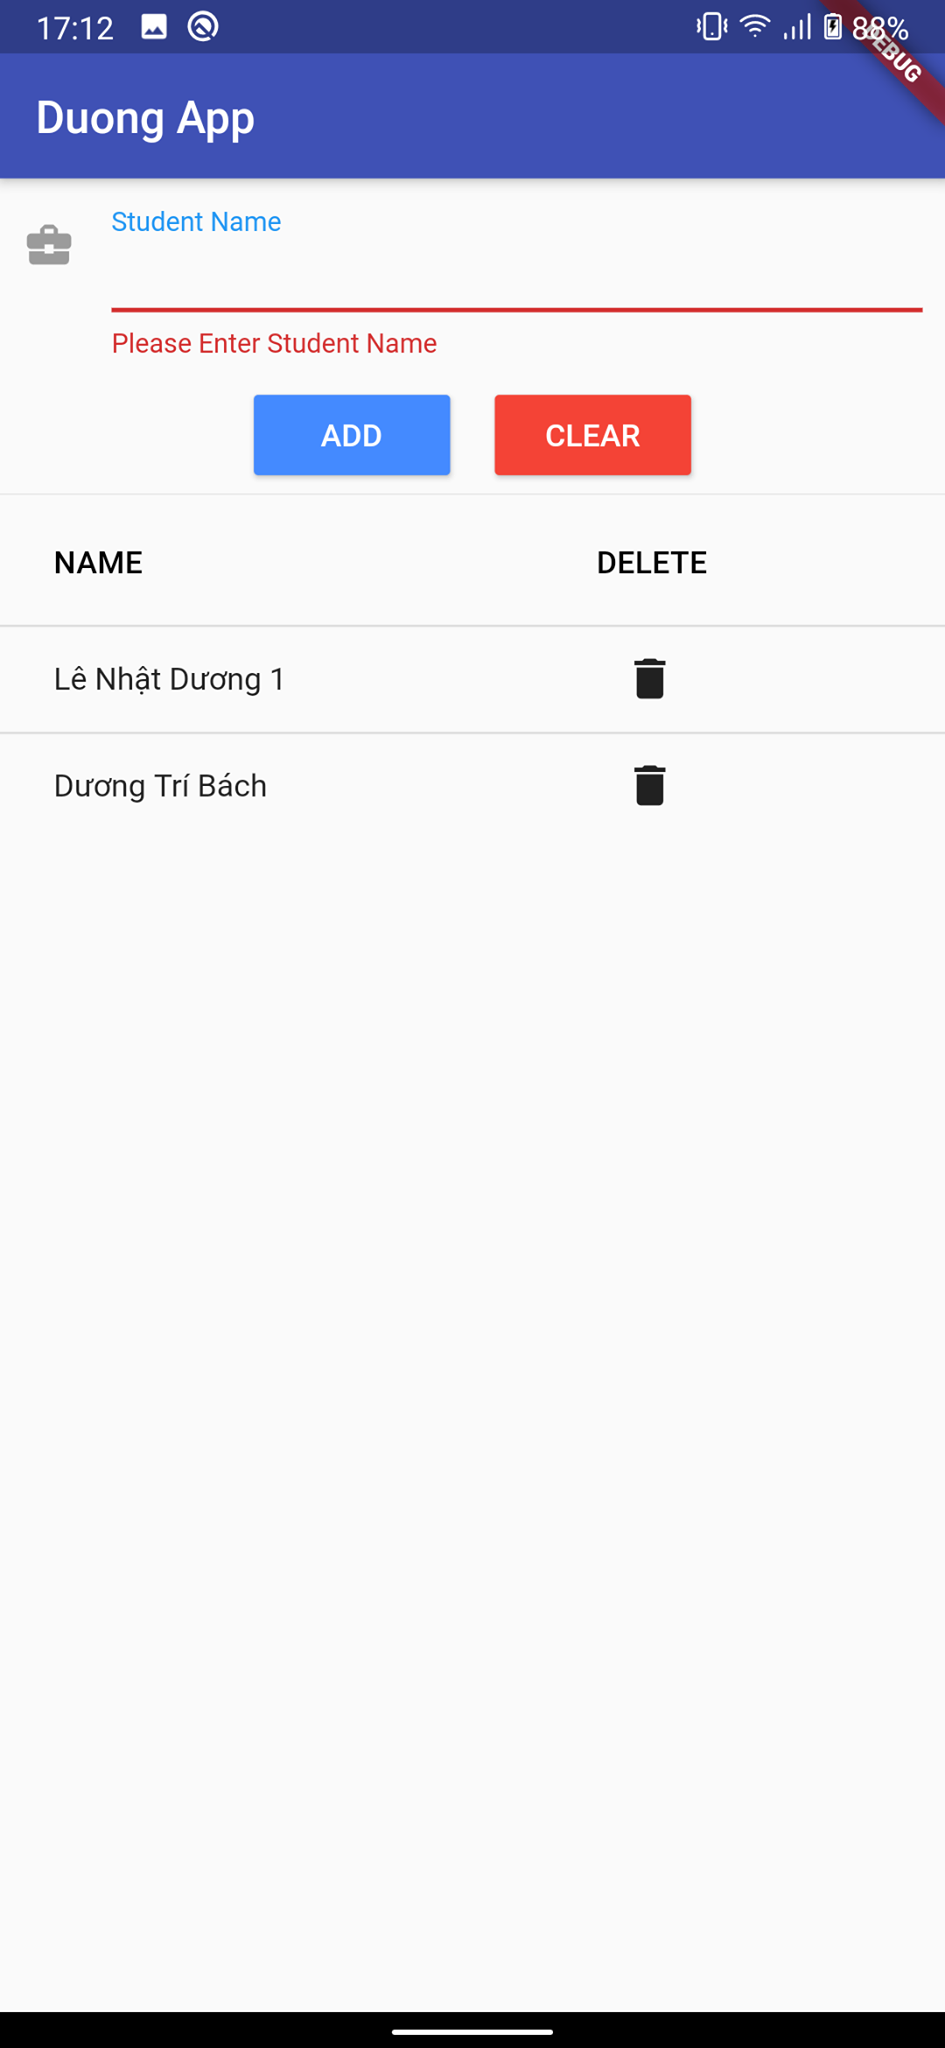 17:12 88%
DEBUG
Duong App
Student Name
Please Enter Student Name
ADD CLEAR
NAME DELETE
Lê Nhật Dương 1
Dương Trí Bách